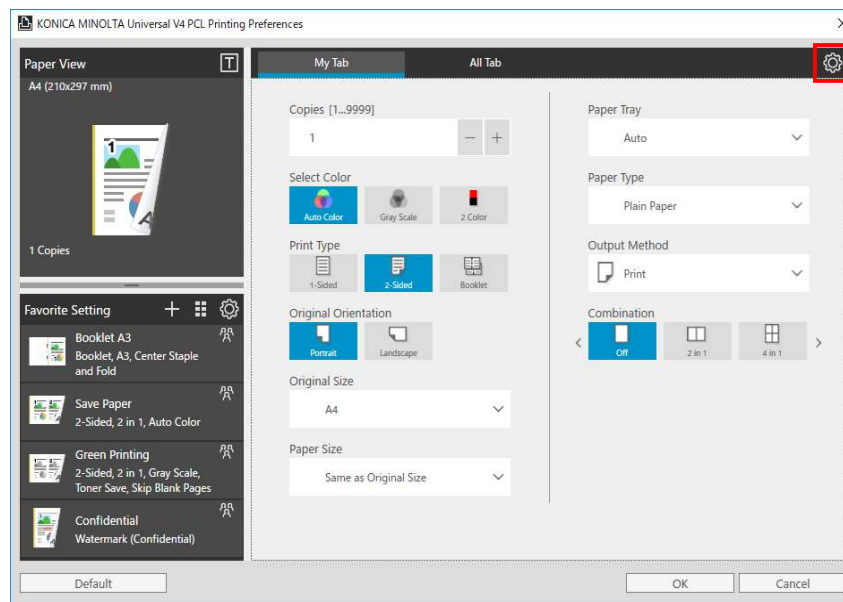 KONICA MINOLTA Universal V4 PCL Printing Preferences
Paper View
T
A4 (210x297 mm)
1
1 Copies
Favorite Setting
Booklet A3
Booklet, A3, Center Staple
and Fold
Save Paper
2-Sided, 2 in 1, Auto Color
Green Printing
2-Sided, 2 in 1, Gray Scale,
Toner Save, Skip Blank Pages
Confidential
Watermark (Confidential)
My Tab
All Tab
Copies [1...9999]
1
Select Color
Auto Color
Gray Scale
2 Color
Print Type
1-Sided
2-Sided
Booklet
Original Orientation
Portrait
Landscape
Original Size
A4
Paper Size
Same as Original Size
Paper Tray
Auto
Paper Type
Plain Paper
Output Method
Print
Combination
Off
2 in 1
4 in 1
Default
OK
Cancel